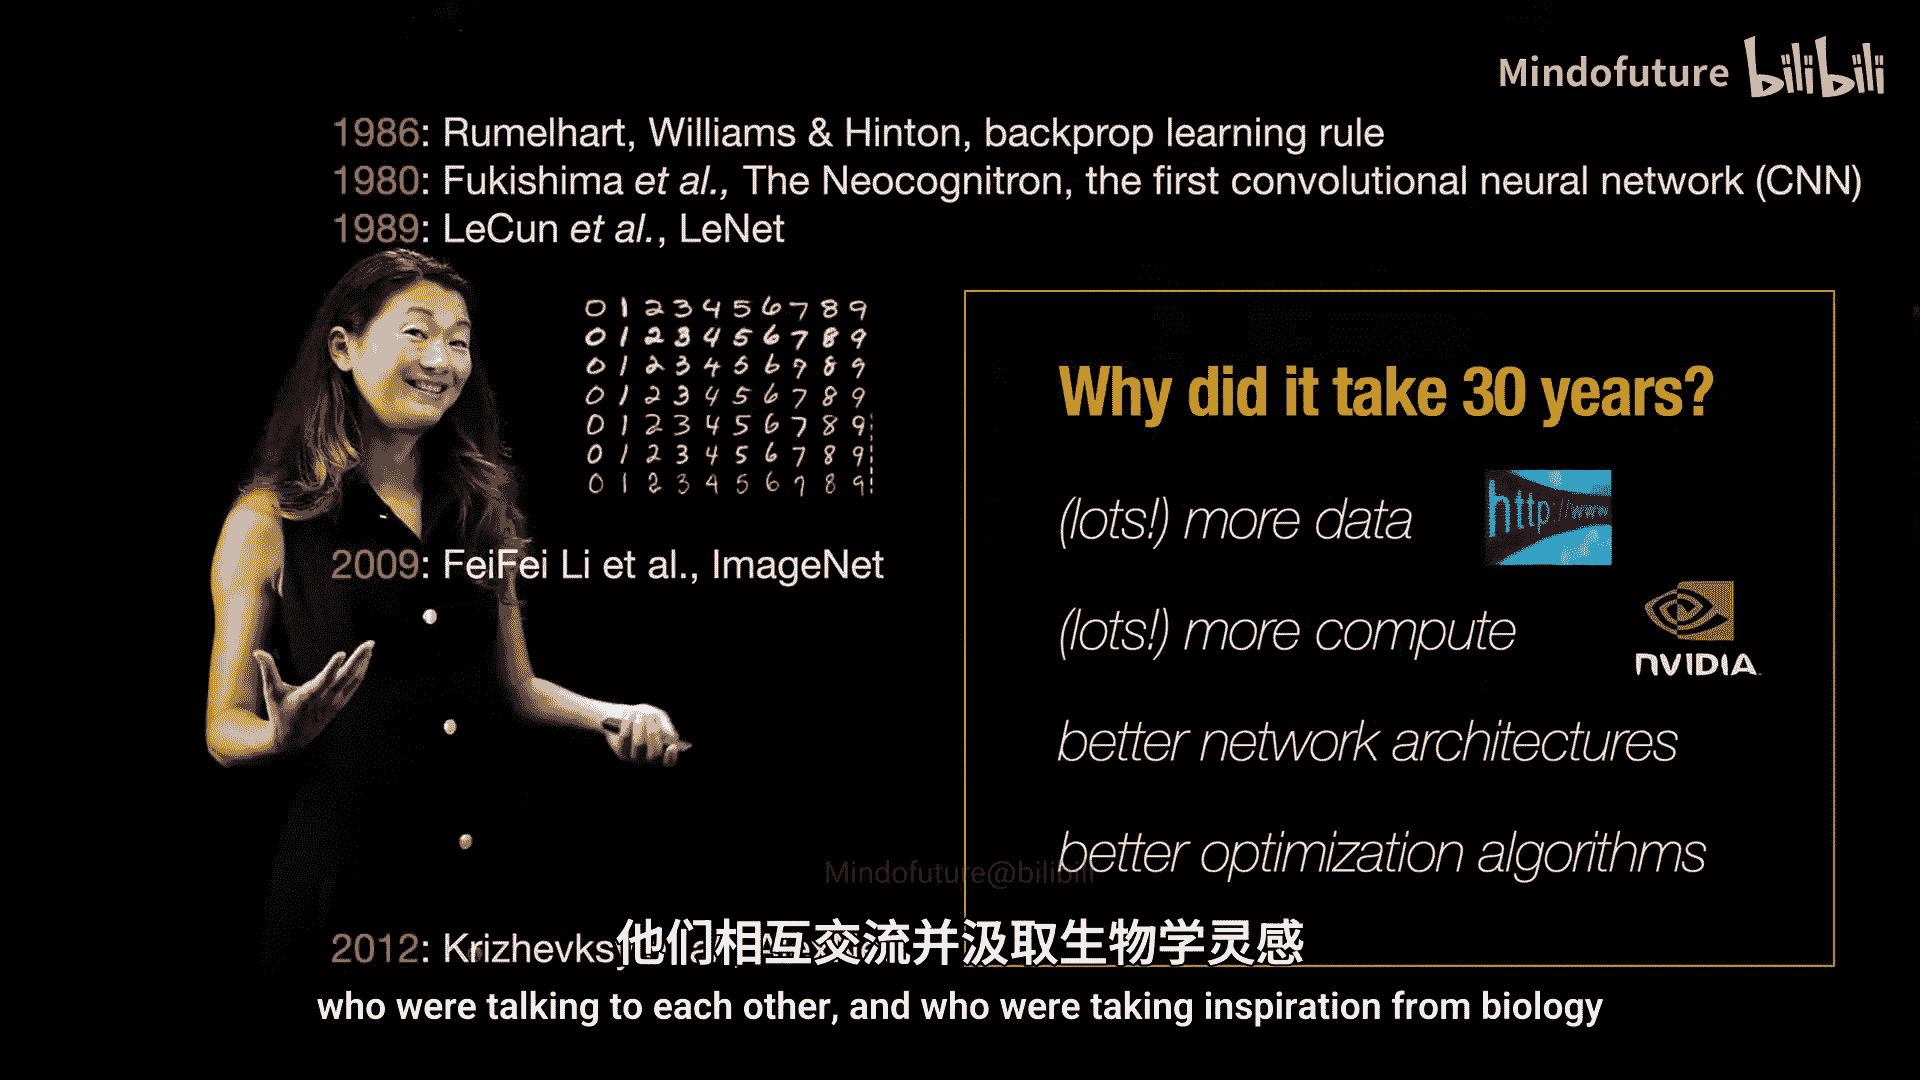 Mindofuture bilibili
1986: Rumelhart, Williams & Hinton, backprop learning rule
1980: Fukishima et al., The Neocognitron, the first convolutional neural network (CNN)
1989: LeCun et al., LeNet
0 1 2 3 4 5 6 7 8 9
0 1 2 3 4 5 6 7 8 9
0 1 2 3 4 5 6 7 8 9
0 1 2 3 4 5 6 7 8 9
0 1 2 3 4 5 6 7 8 9
0 1 2 3 4 5 6 7 8 9
0 1 2 3 4 5 6 7 8 9
2009: FeiFei Li et al., ImageNet
Why did it take 30 years?
(lots!) more data
http://www
(lots!) more compute
NVIDIA
better network architectures
better optimization algorithms
Mindofuture@bilibili
2012: Krizhevksy
他们相互交流并汲取生物学灵感
who were talking to each other, and who were taking inspiration from biology